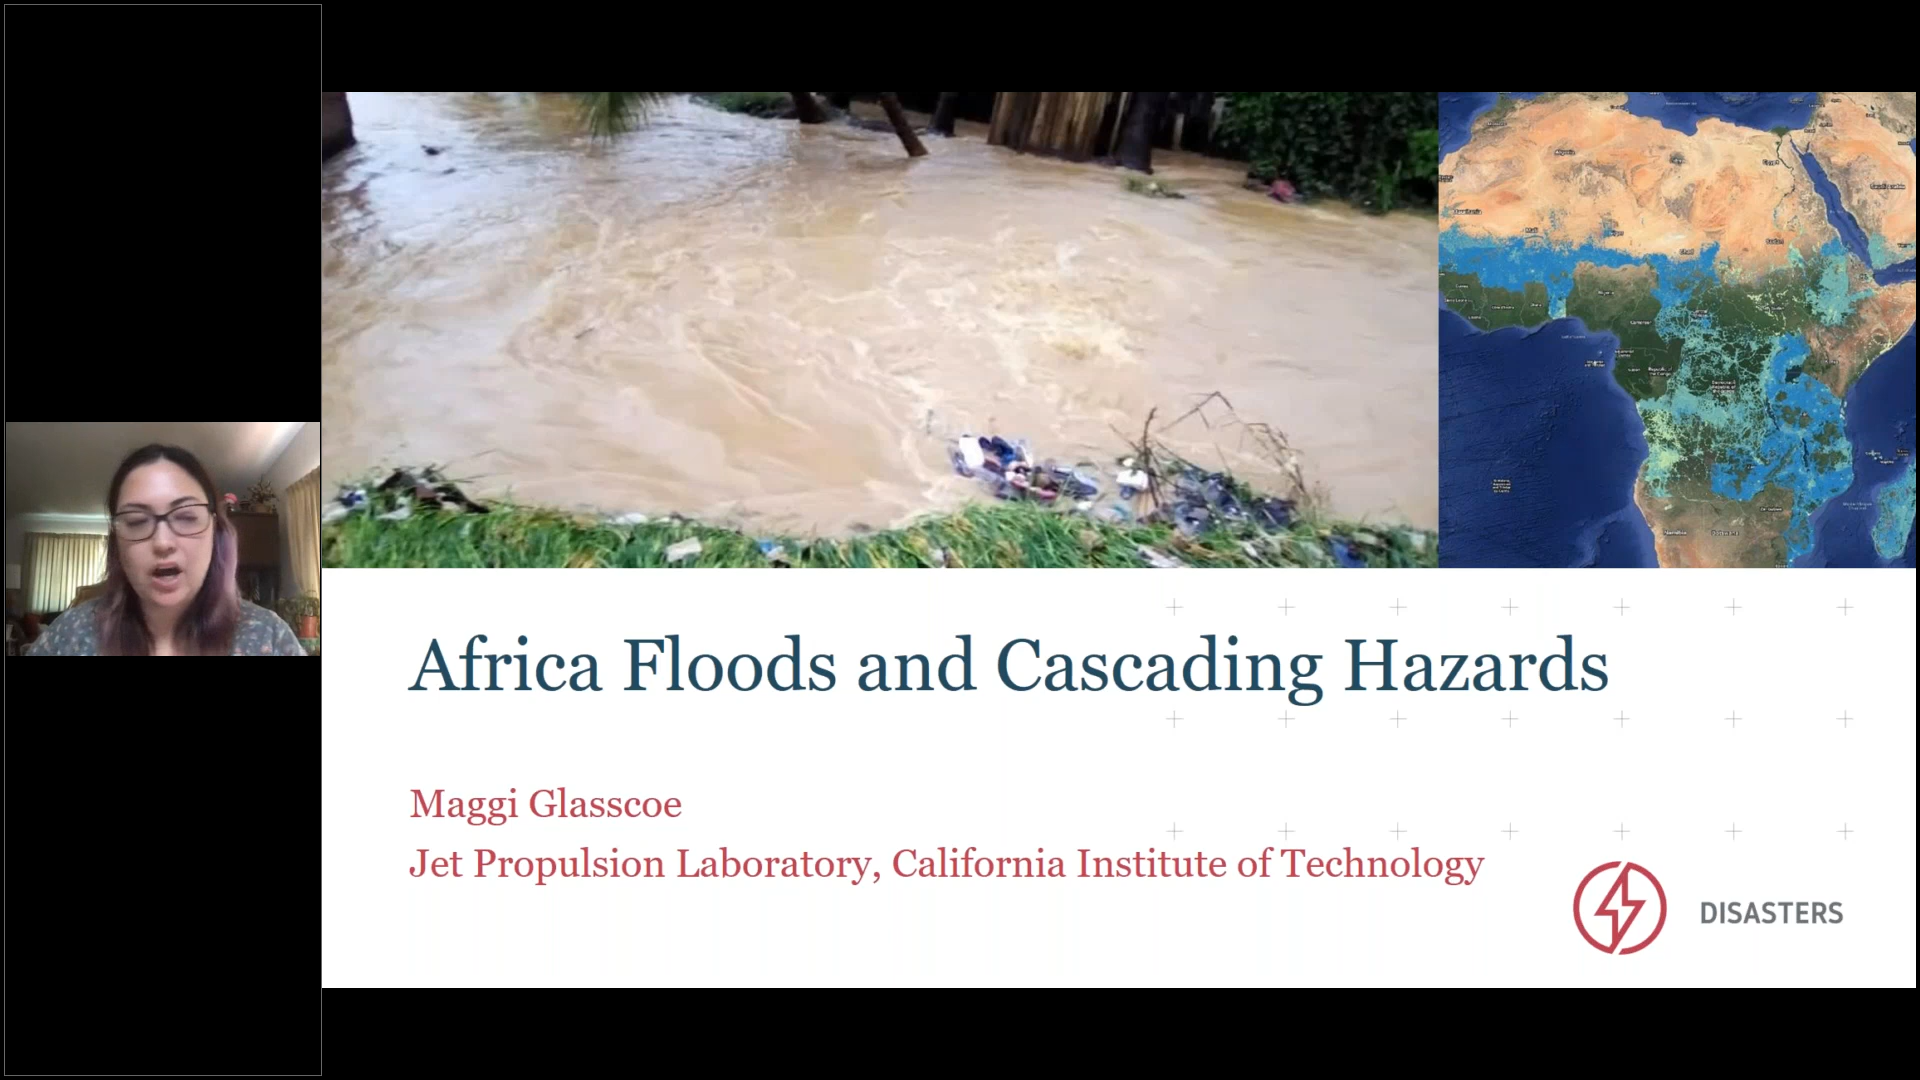 Africa Floods and Cascading Hazards
Maggi Glasscoe
Jet Propulsion Laboratory, California Institute of Technology
DISASTERS